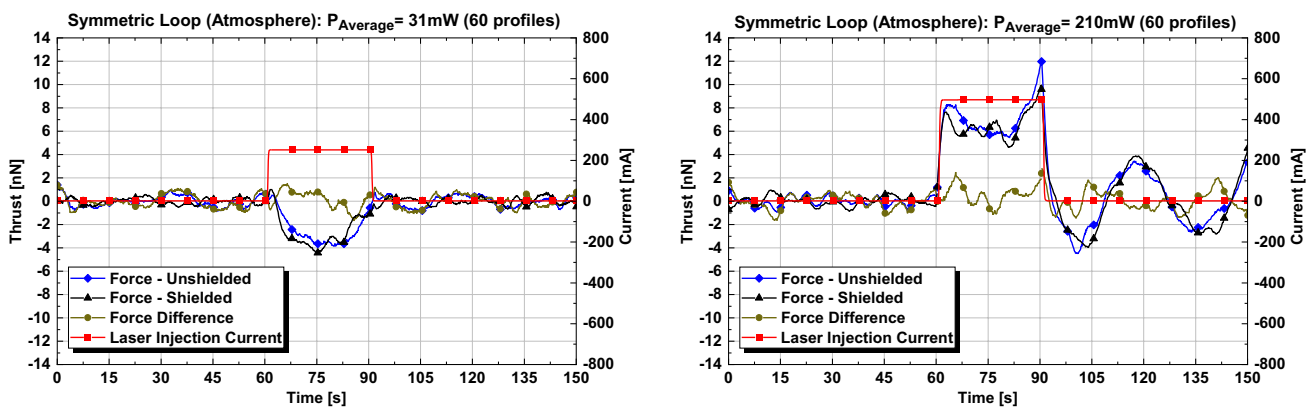 Symmetric Loop (Atmosphere): PAverage= 31mW (60 profiles)
14
12
10
8
6
4
2
0
-2
-4
-6
-8
-10
-12
-14
Thrust [nN]
800
600
400
200
0
-200
-400
-600
-800
Current [mA]
Force - Unshielded
Force - Shielded
Force Difference
Laser Injection Current
0 15 30 45 60 75 90 105 120 135 150
Time [s]
Symmetric Loop (Atmosphere): PAverage= 210mW (60 profiles)
14
12
10
8
6
4
2
0
-2
-4
-6
-8
-10
-12
-14
Thrust [nN]
800
600
400
200
0
-200
-400
-600
-800
Current [mA]
Force - Unshielded
Force - Shielded
Force Difference
Laser Injection Current
0 15 30 45 60 75 90 105 120 135 150
Time [s]